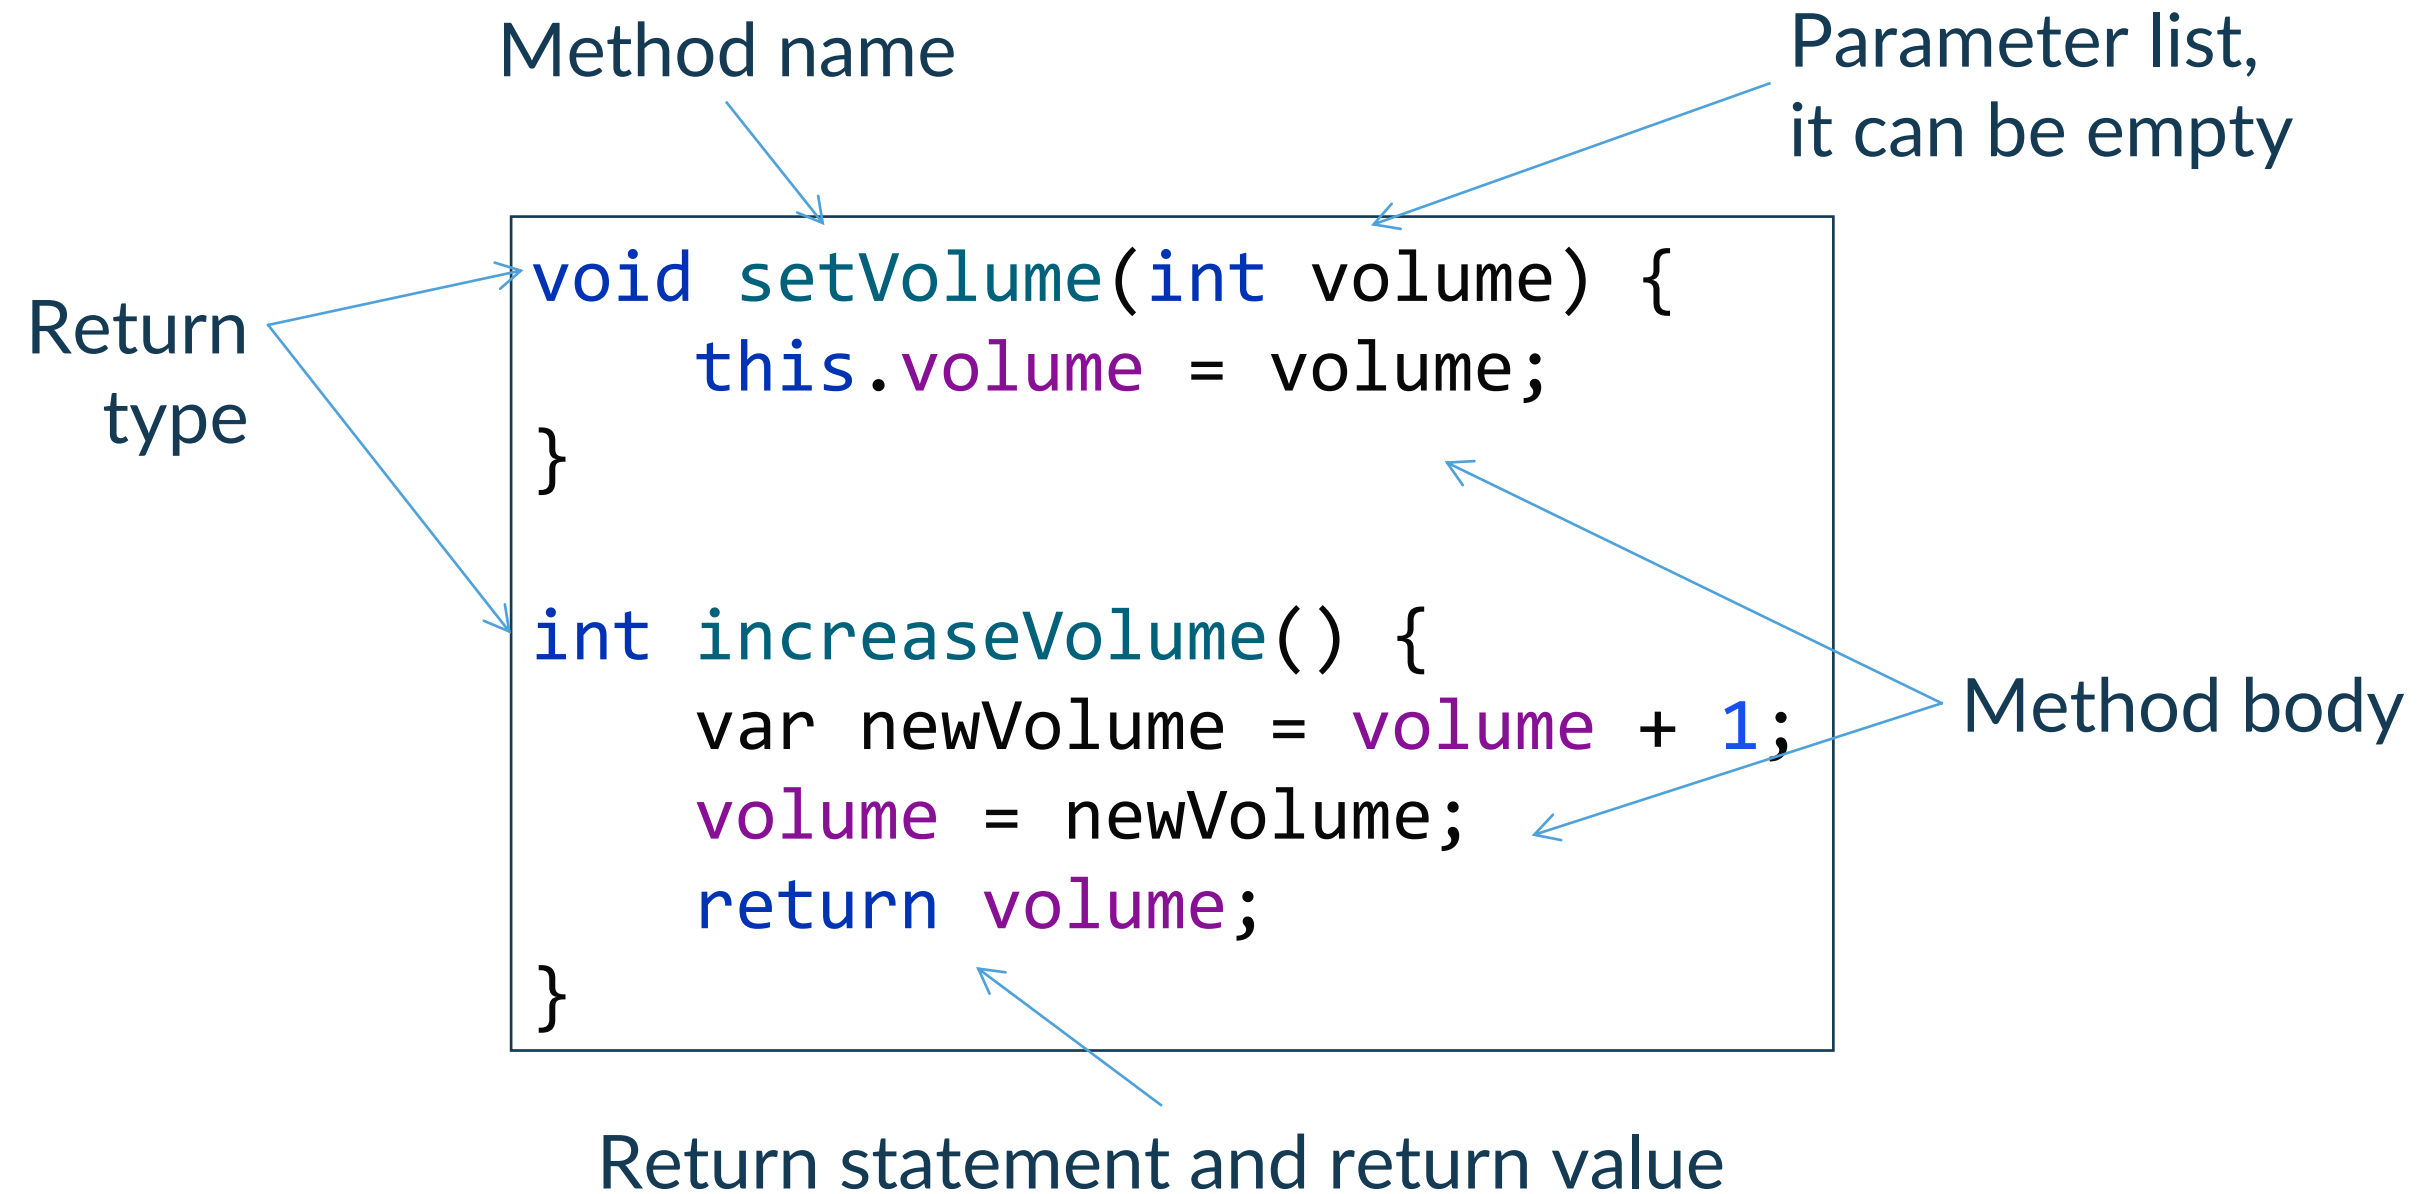 Method name
Parameter list,
it can be empty
Return
type
void setVolume(int volume) {
    this.volume = volume;
}
int increaseVolume() {
    var newVolume = volume + 1;
    volume = newVolume;
    return volume;
}
Method body
Return statement and return value